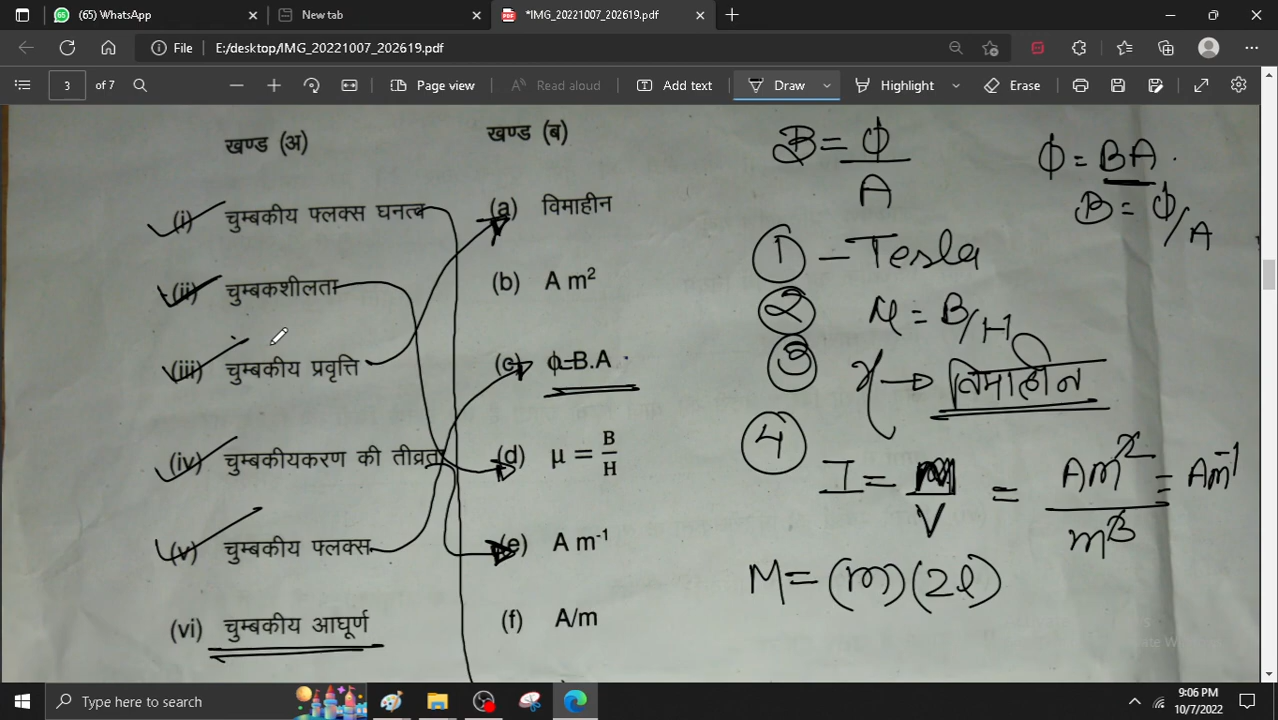 (65) WhatsApp
New tab
*IMG_20221007_202619.pdf
File E:/desktop/IMG_20221007_202619.pdf
3 of 7
Page view
Read aloud
Add text
Draw
Highlight
Erase
खण्ड (अ)
खण्ड (ब)
(i) चुम्बकीय फ्लक्स घनत्व
(a) विमाहीन
(ii) चुम्बकशीलता
(b) A m²
(iii) चुम्बकीय प्रवृत्ति
(c) ϕ=B.A
(iv) चुम्बकीयकरण की तीव्रता
(d) μ = B/H
(v) चुम्बकीय फ्लक्स
(e) A m⁻¹
(vi) चुम्बकीय आघूर्ण
(f) A/m
B = ϕ/A
ϕ = BA
B = ϕ/A
1 – Tesla
2 μ = B/H
3 χ → विमाहीन
4
I = M/V = Am²/m³ = Am⁻¹
M = (m)(2l)
Type here to search
9:06 PM
10/7/2022